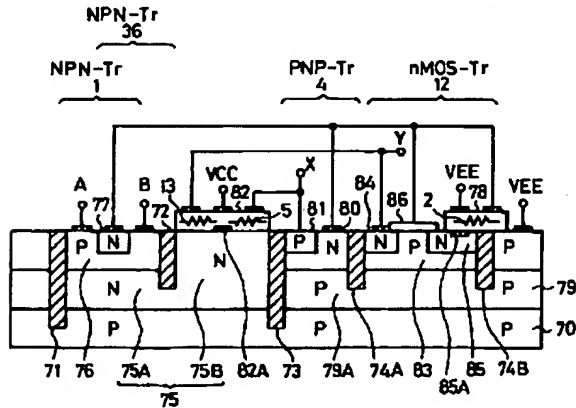 NPN-Tr
36
NPN-Tr
1
PNP-Tr
4
nMOS-Tr
12
Y
X
A
77
B
72
13
VCC
82
5
81
80
84
86
2
VEE
78
VEE
P
N
N
P
N
N
P
N
P
N
P
P
P
P
P
79
70
71
76
75A
75B
75
82A
73
79A
74A
83
85A
85
74B